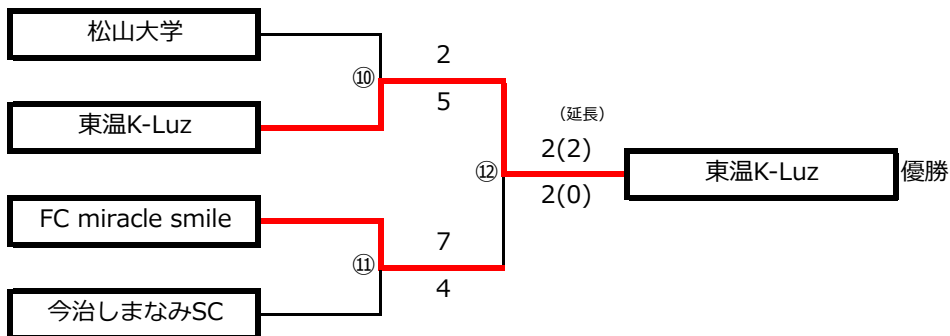 松山大学
⑩
2
5
東温K-Luz
（延長）
2(2)
⑫
2(0)
東温K-Luz
優勝
FC miracle smile
⑪
7
4
今治しまなみSC